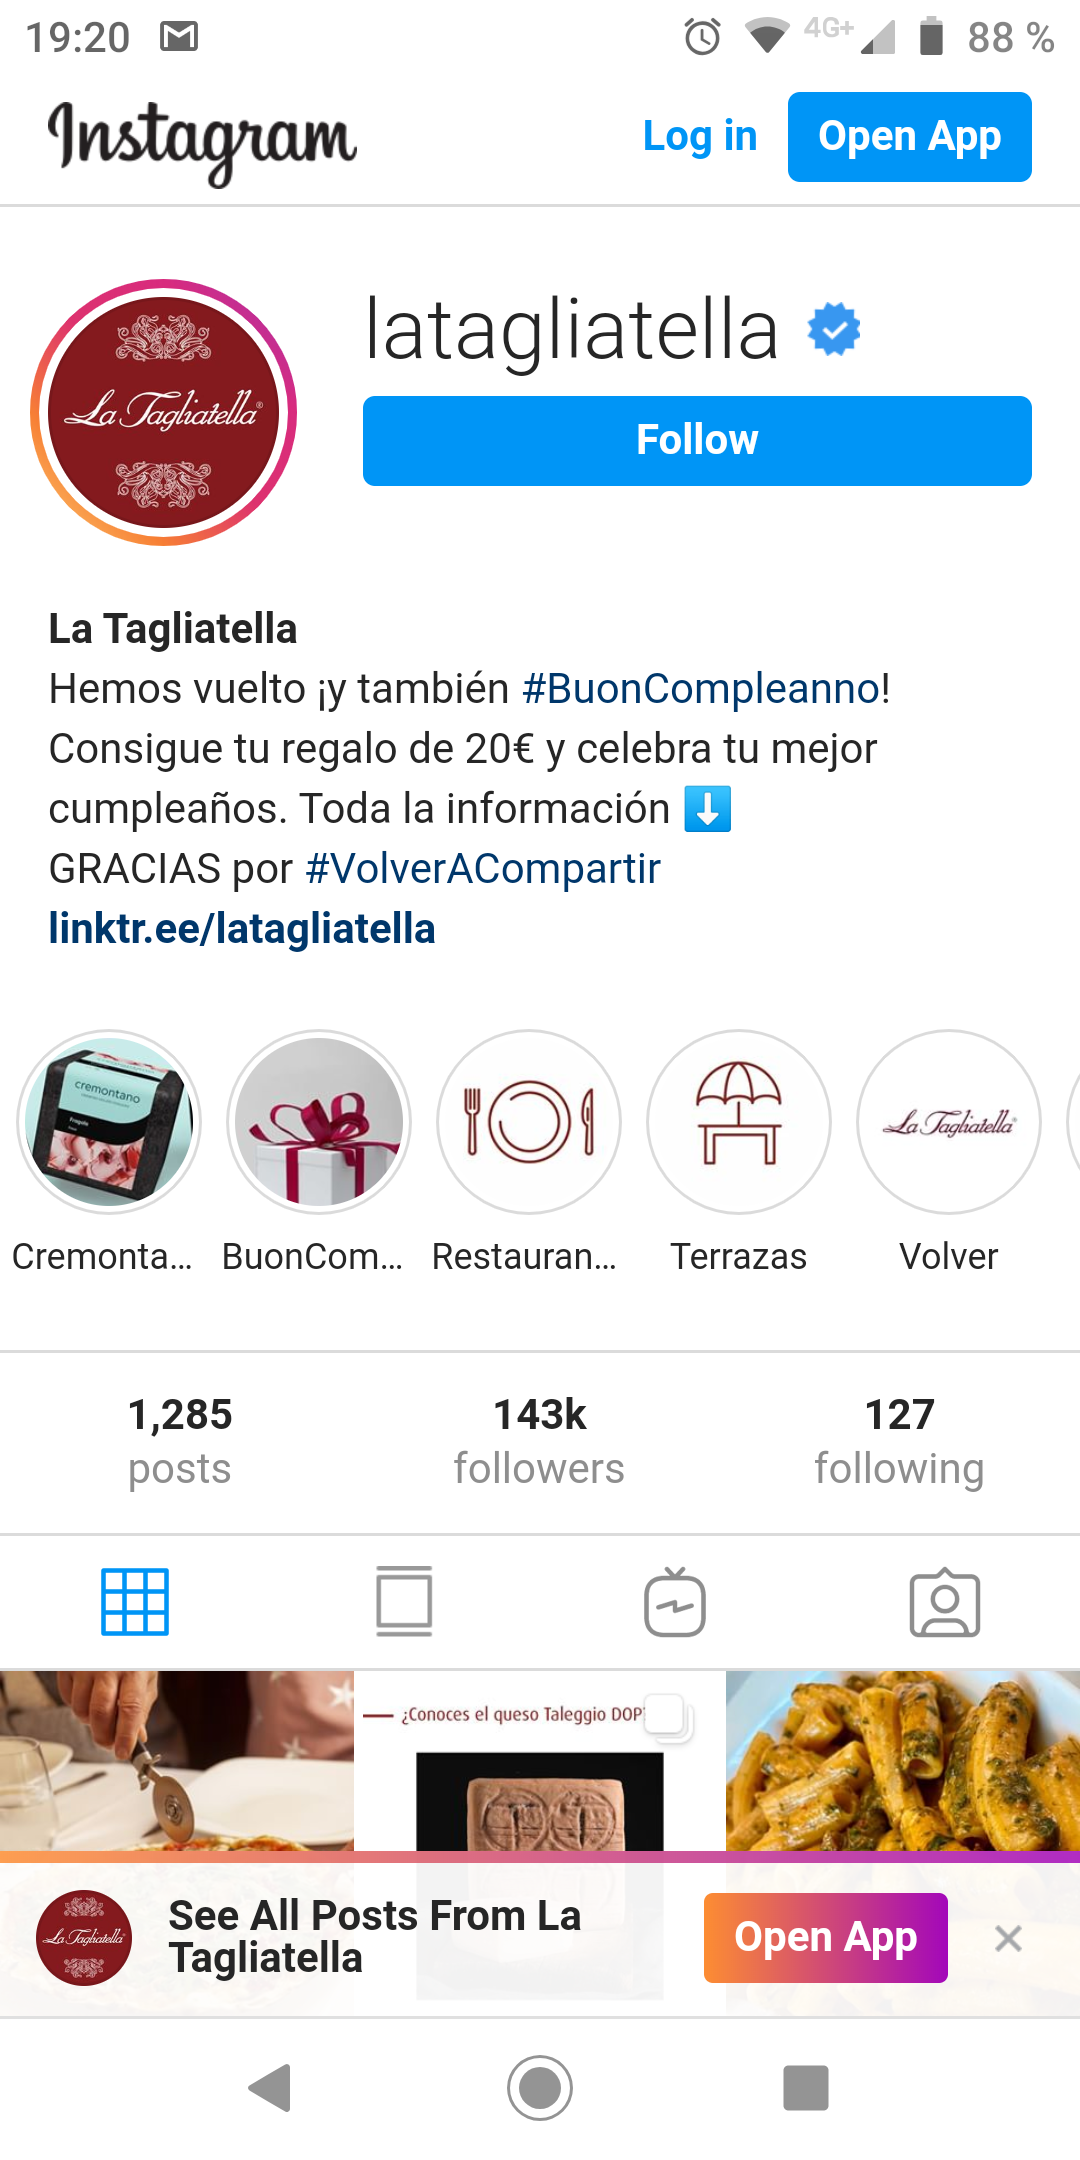 19:20
4G+
88 %
Instagram
Log in
Open App
La Tagliatella®
latagliatella
Follow
La Tagliatella
Hemos vuelto ¡y también #BuonCompleanno!
Consigue tu regalo de 20€ y celebra tu mejor
cumpleaños. Toda la información
GRACIAS por #VolverACompartir
linktr.ee/latagliatella
cremontano
La Tagliatella
Cremonta...
BuonCom...
Restauran...
Terrazas
Volver
1,285
143k
127
posts
followers
following
¿Conoces el queso Taleggio DOP
La Tagliatella
See All Posts From La
Tagliatella
Open App